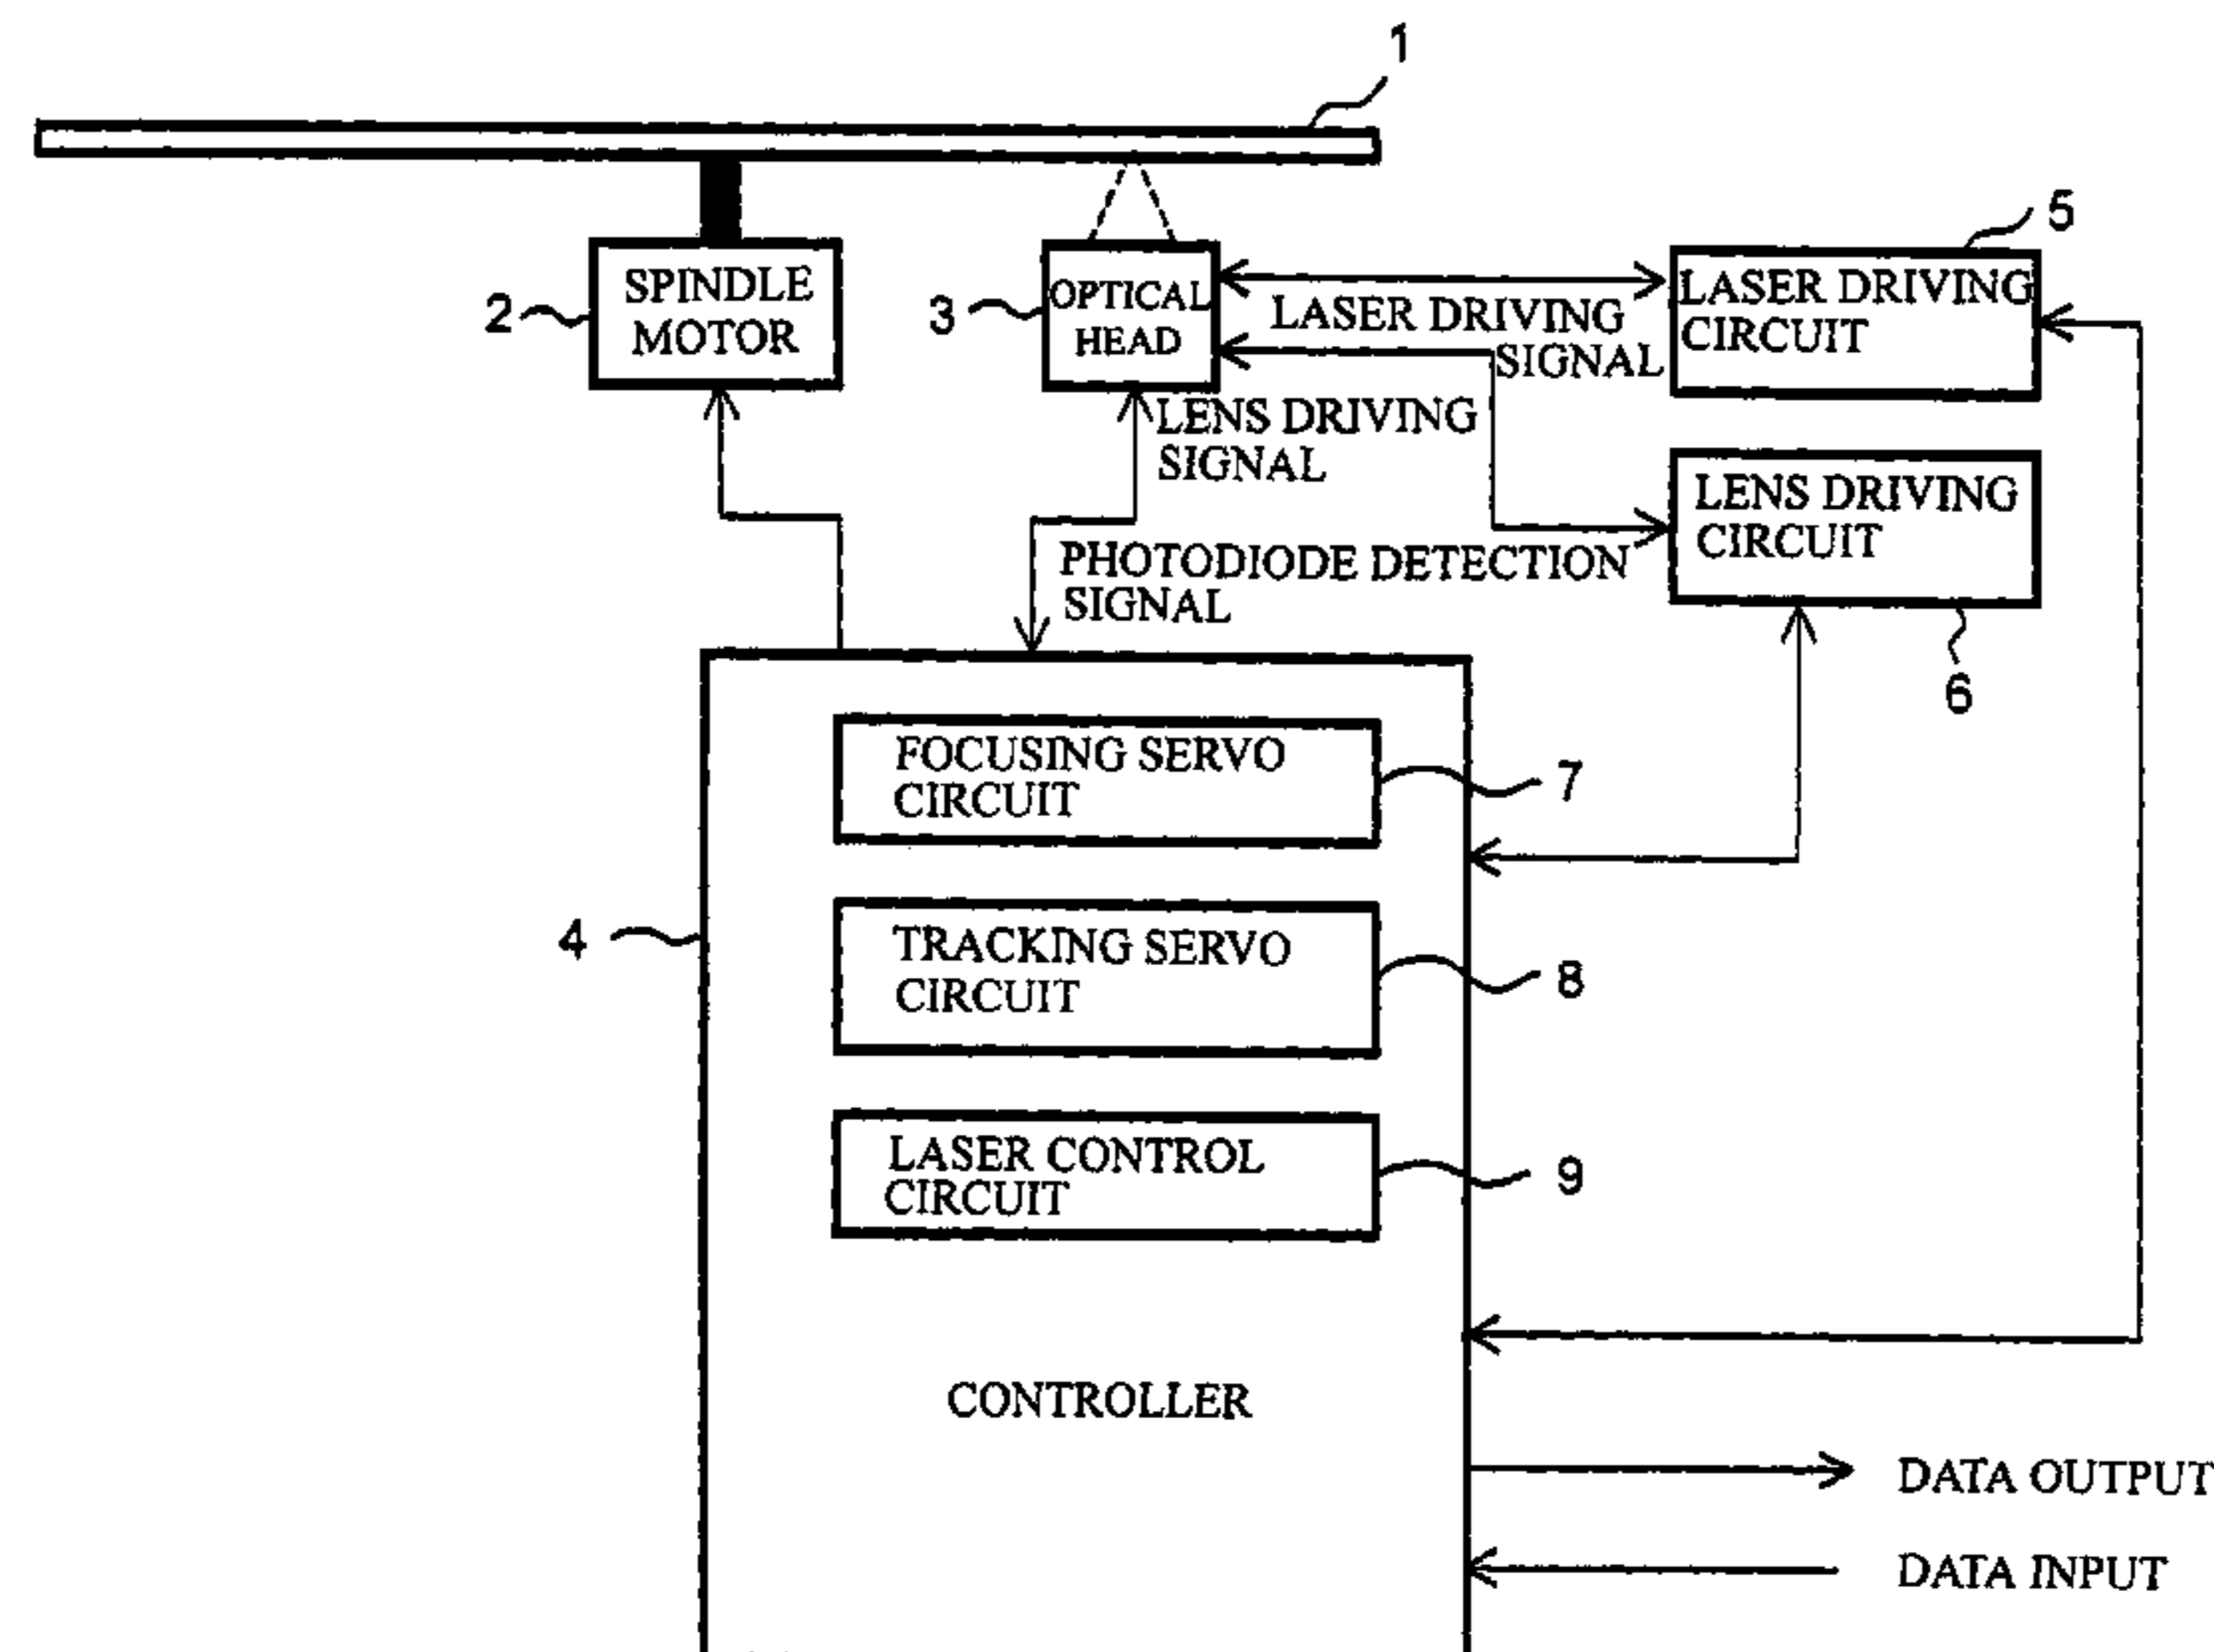 1
SPINDLE
MOTOR
2
OPTICAL
HEAD
3
LASER DRIVING
SIGNAL
LASER DRIVING
CIRCUIT
5
LENS DRIVING
SIGNAL
LENS DRIVING
CIRCUIT
6
PHOTODIODE DETECTION
SIGNAL
FOCUSING SERVO
CIRCUIT
7
4
TRACKING SERVO
CIRCUIT
8
LASER CONTROL
CIRCUIT
9
CONTROLLER
DATA OUTPUT
DATA INPUT